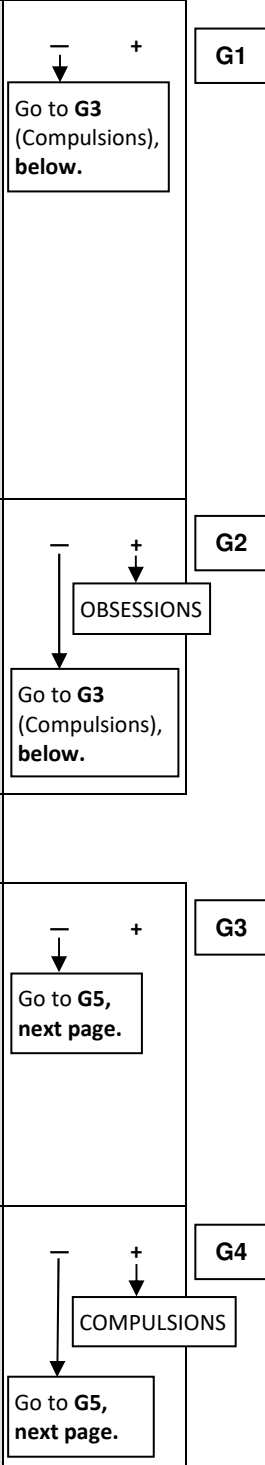 — + G1
Go to G3
(Compulsions),
below.
— + G2
OBSESSIONS
Go to G3
(Compulsions),
below.
— + G3
Go to G5,
next page.
— + G4
COMPULSIONS
Go to G5,
next page.